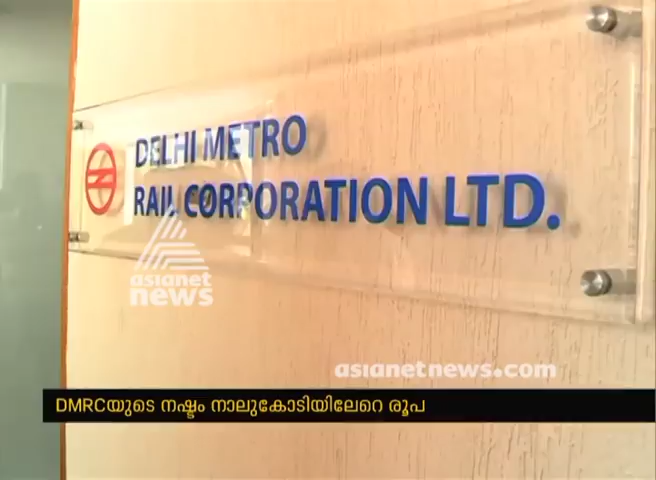 DELHI METRO
RAIL CORPORATION LTD.
asianet
news
asianetnews.com
DMRCയുടെ നഷ്ടം നാലുകോടിയിലേറെ രൂപ